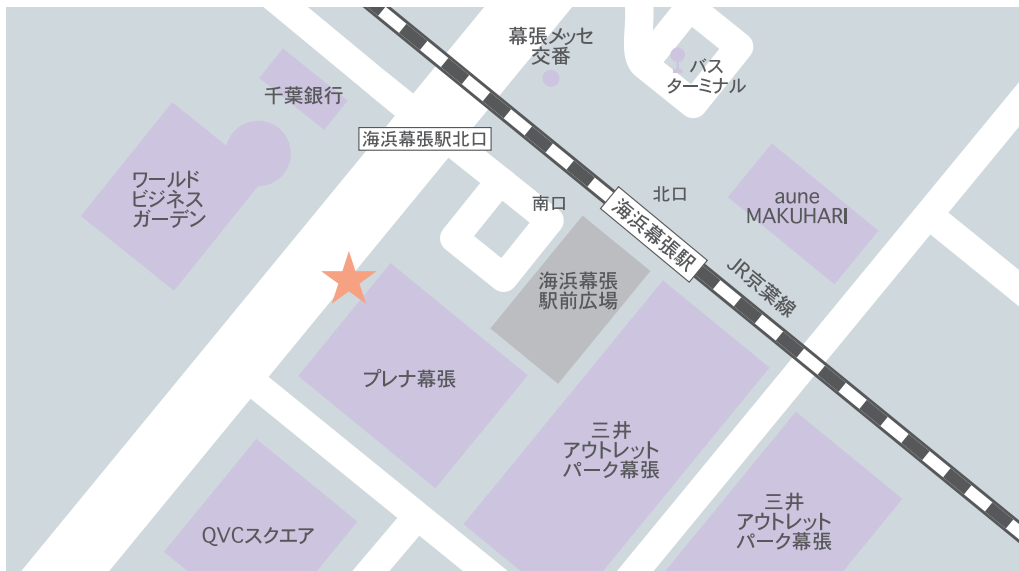 幕張メッセ
交番
バス
ターミナル
千葉銀行
海浜幕張駅北口
ワールド
ビジネス
ガーデン
南口
北口
aune
MAKUHARI
海浜幕張駅
JR京葉線
海浜幕張
駅前広場
プレナ幕張
三井
アウトレット
パーク幕張
三井
アウトレット
パーク幕張
QVCスクエア